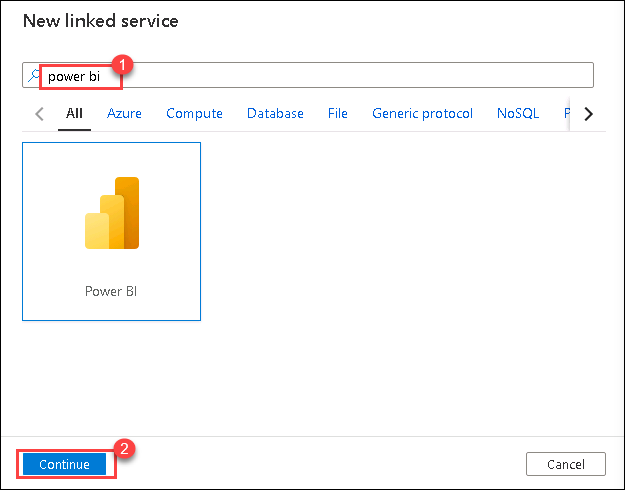 New linked service
1
power bi
All Azure Compute Database File Generic protocol NoSQL
Power BI
2
Continue Cancel